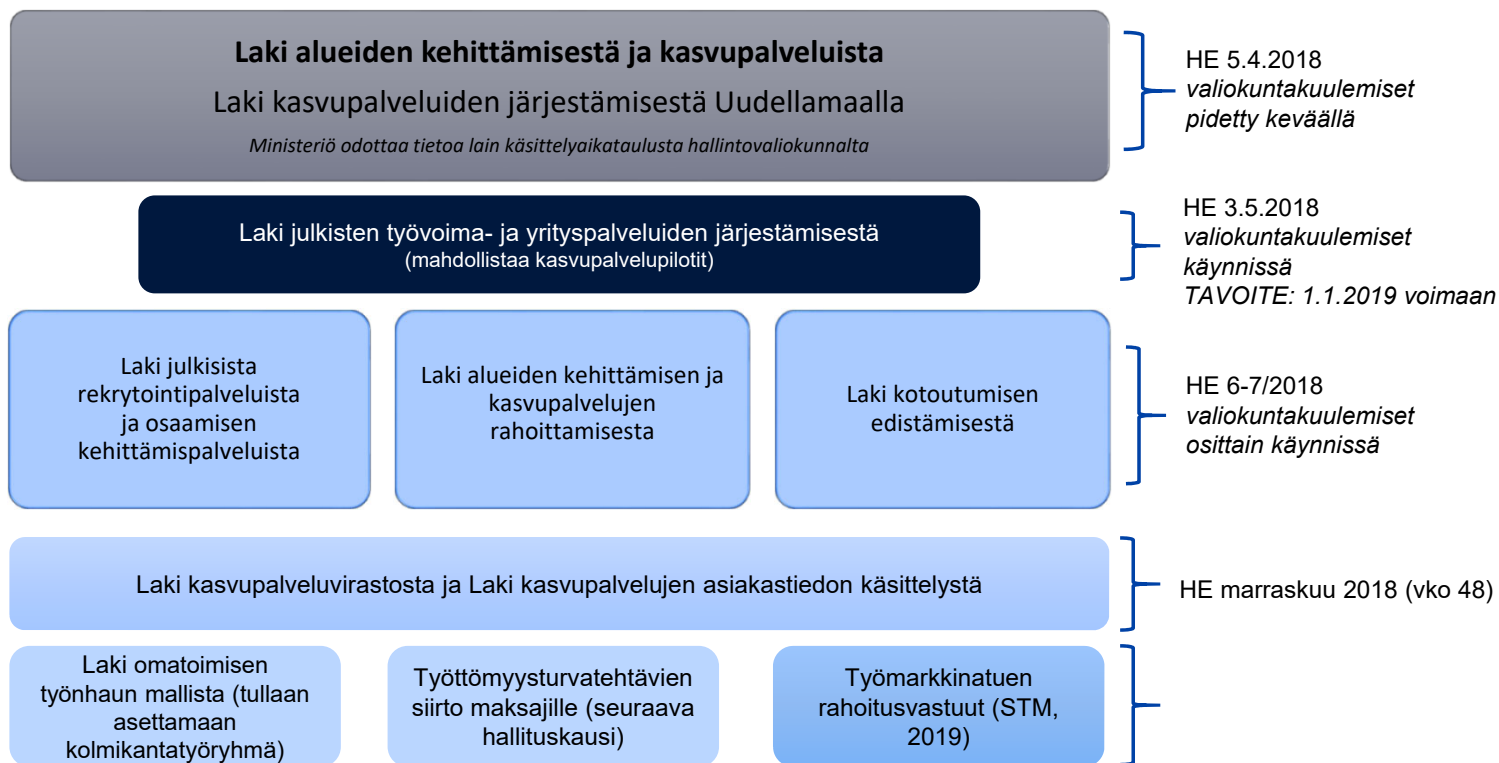 Laki alueiden kehittämisestä ja kasvupalveluista
Laki kasvupalveluiden järjestämisestä Uudellamaalla
Ministeriö odottaa tietoa lain käsittelyaikataulusta hallintovaliokunnalta
HE 5.4.2018
valiokuntakuulemiset
pidetty keväällä
Laki julkisten työvoima- ja yrityspalveluiden järjestämisestä
(mahdollistaa kasvupalvelupilotit)
HE 3.5.2018
valiokuntakuulemiset
käynnissä
TAVOITE: 1.1.2019 voimaan
Laki julkisista
rekrytointipalveluista
ja osaamisen
kehittämispalveluista
Laki alueiden kehittämisen ja
kasvupalvelujen
rahoittamisesta
Laki kotoutumisen
edistämisestä
HE 6-7/2018
valiokuntakuulemiset
osittain käynnissä
Laki kasvupalveluvirastosta ja Laki kasvupalvelujen asiakastiedon käsittelystä
HE marraskuu 2018 (vko 48)
Laki omatoimisen
työnhaun mallista (tullaan
asettamaan
kolmikantatyöryhmä)
Työttömyysturvatehtävien
siirto maksajille (seuraava
hallituskausi)
Työmarkkinatuen
rahoitusvastuut (STM,
2019)